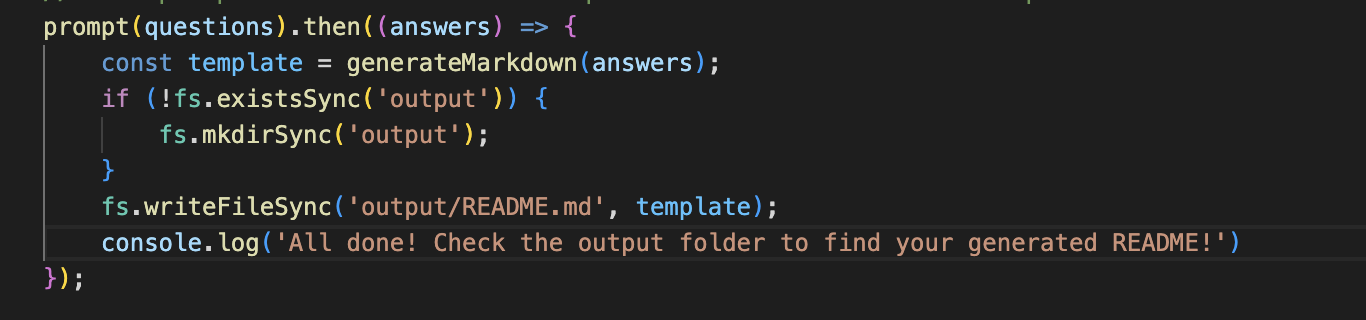 prompt(questions).then((answers) => {
    const template = generateMarkdown(answers);
    if (!fs.existsSync('output')) {
        fs.mkdirSync('output');
    }
    fs.writeFileSync('output/README.md', template);
    console.log('All done! Check the output folder to find your generated README!')
});